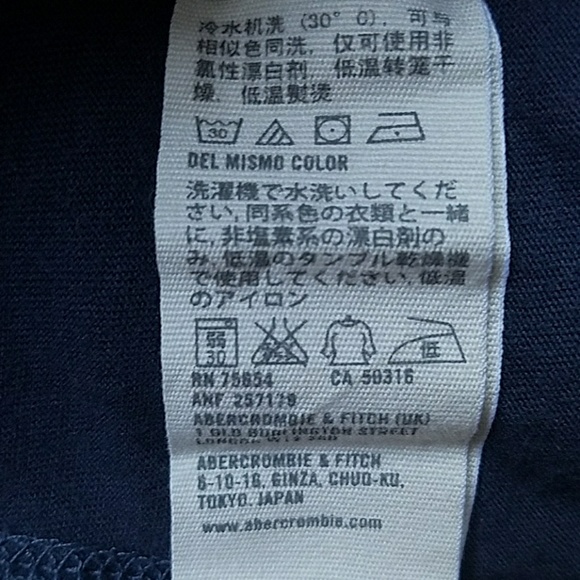 冷水机洗 (30° C), 可与
相似色同洗, 仅可使用非
氯性漂白剂, 低温转笼干
燥, 低温熨烫
30
DEL MISMO COLOR
洗濯機で水洗いしてくだ
さい, 同系色の衣類と一緒
に, 非塩素系の漂白剤の
み, 低温のタンブル乾燥機
で使用してください, 低温
のアイロン
30 低
RN 75654 CA 50316
ANF 257179
ABERCROMBIE & FITCH (UK)
BURLINGTON STREET
LONDON
ABERCROMBIE & FITCH
6-10-16, GINZA, CHUO-KU,
TOKYO. JAPAN
www.abercrombie.com